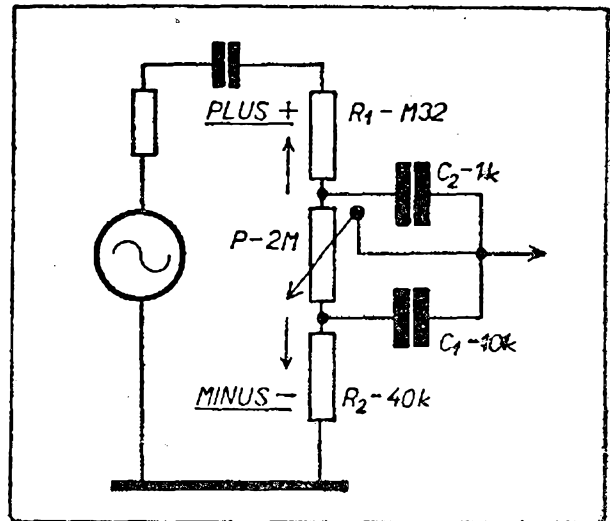 PLUS +
R₁-M32
C₂-1k
P-2M
C₁-10k
MINUS -
R₂-40k